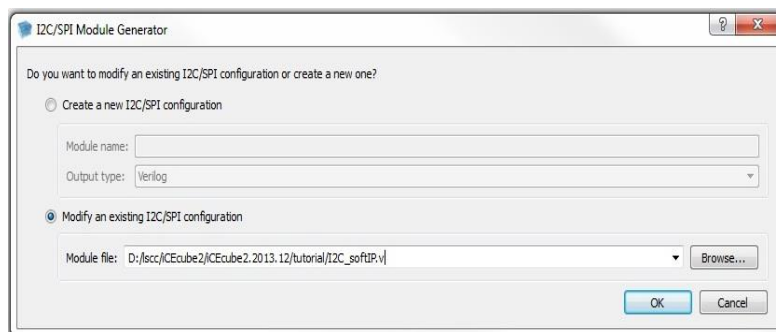 I2C/SPI Module Generator
Do you want to modify an existing I2C/SPI configuration or create a new one?
Create a new I2C/SPI configuration
Module name:
Output type: Verilog
Modify an existing I2C/SPI configuration
Module file: D:/lscc/iCEcube2/iCEcube2.2013.12/tutorial/I2C_softIP.v Browse...
OK Cancel